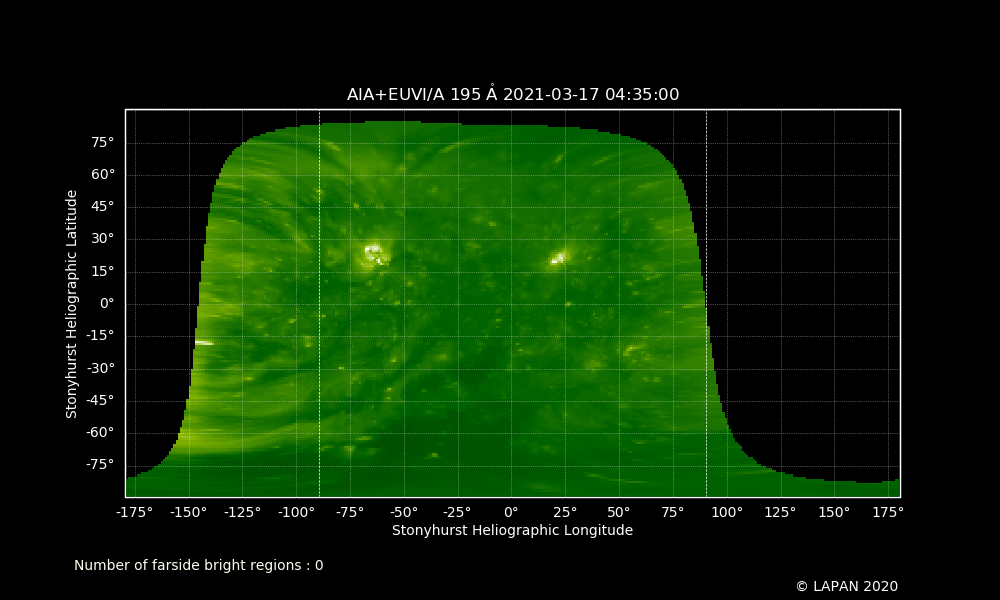 AIA+EUVI/A 195 Å 2021-03-17 04:35:00
75°
60°
45°
30°
15°
0°
-15°
-30°
-45°
-60°
-75°
Stonyhurst Heliographic Latitude
-175° -150° -125° -100° -75° -50° -25° 0° 25° 50° 75° 100° 125° 150° 175°
Stonyhurst Heliographic Longitude
Number of farside bright regions : 0
© LAPAN 2020